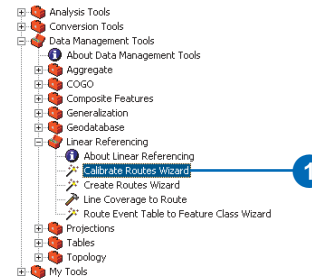 Analysis Tools
Conversion Tools
Data Management Tools
About Data Management Tools
Aggregate
COGO
Composite Features
Generalization
Geodatabase
Linear Referencing
About Linear Referencing
Calibrate Routes Wizard
1
Create Routes Wizard
Line Coverage to Route
Route Event Table to Feature Class Wizard
Projections
Tables
Topology
My Tools